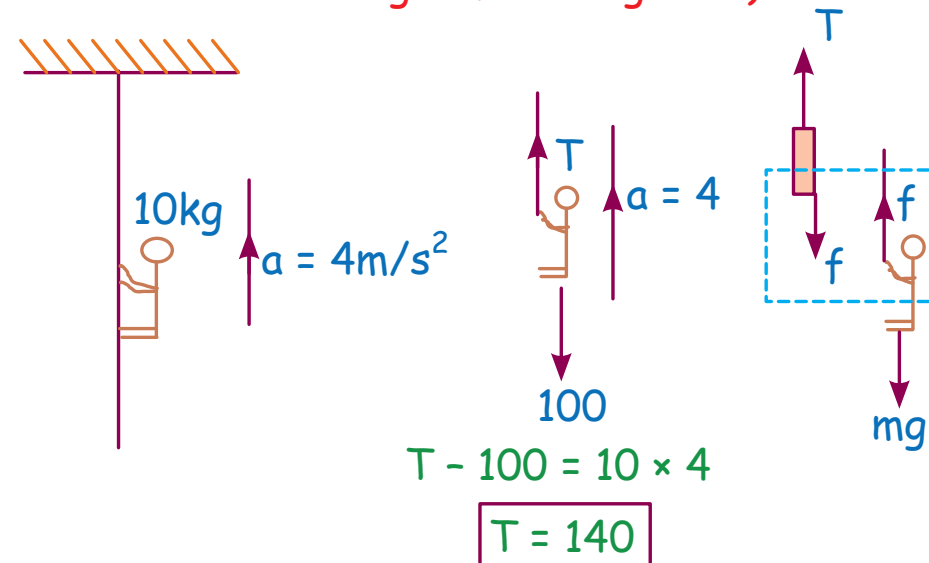 T
10kg
a = 4m/s²
T
a = 4
100
f
f
mg
T - 100 = 10 × 4
T = 140